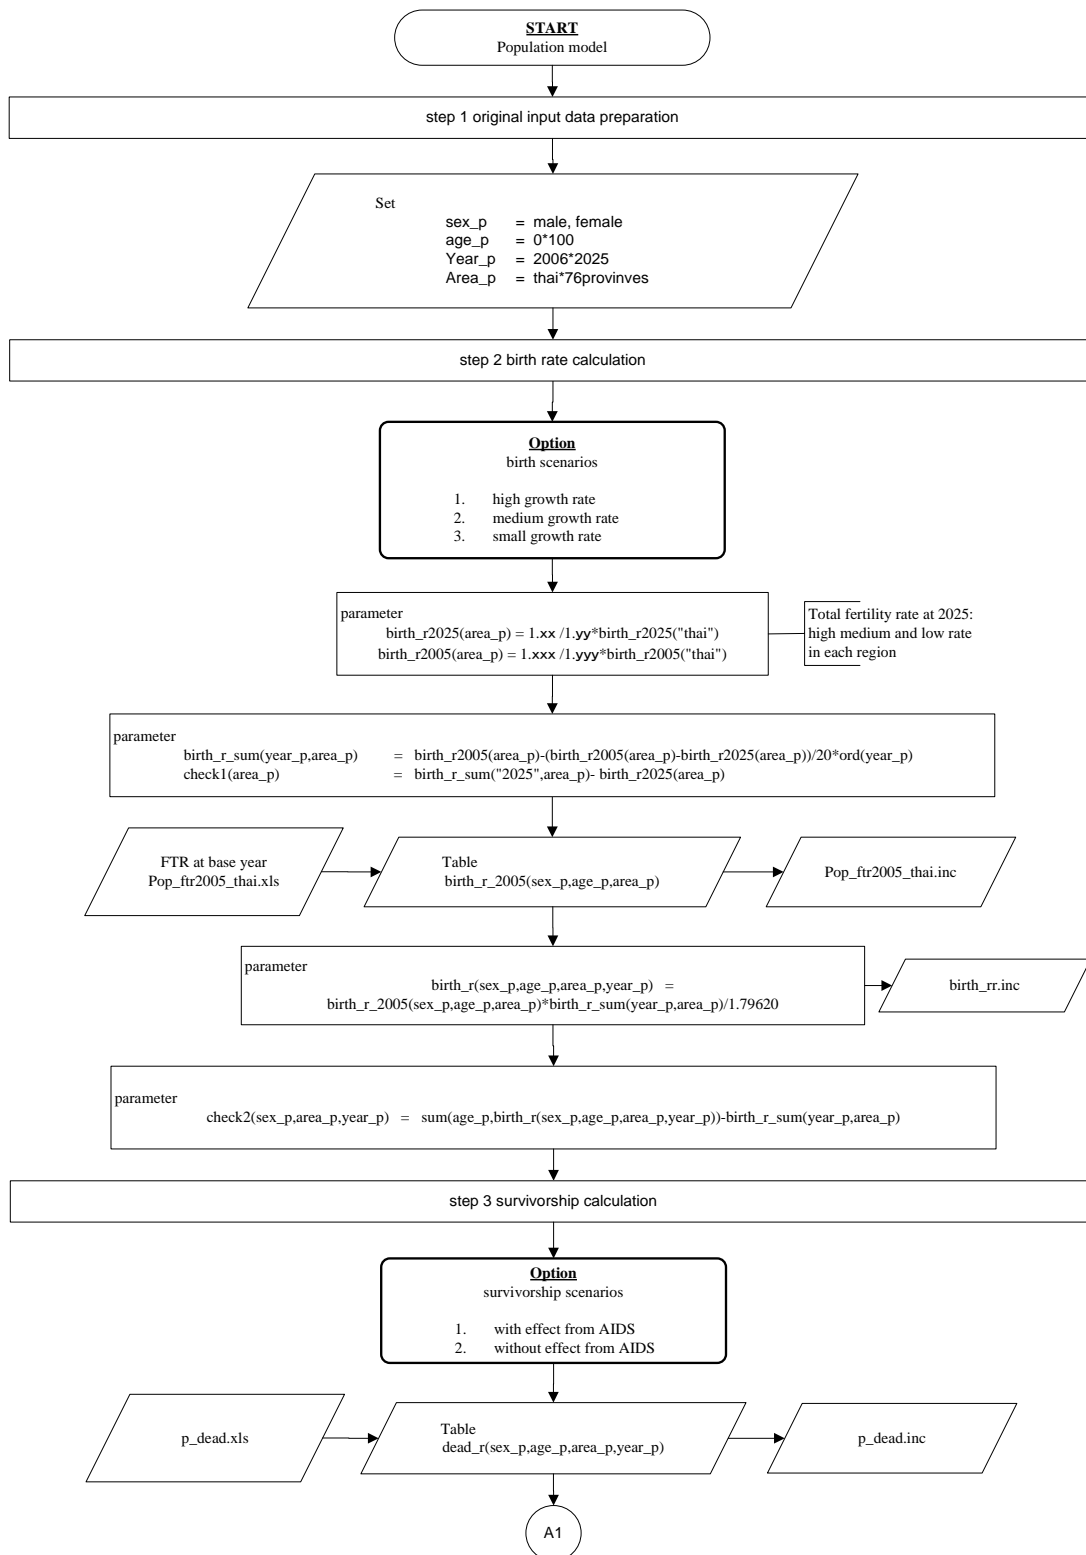 START
Population model
step 1 original input data preparation
Set
sex_p = male, female
age_p = 0*100
Year_p = 2006*2025
Area_p = thai*76provinves
step 2 birth rate calculation
Option
birth scenarios
1. high growth rate
2. medium growth rate
3. small growth rate
parameter
birth_r2025(area_p) = 1.xx /1.yy*birth_r2025("thai")
birth_r2005(area_p) = 1.xxx /1.yyy*birth_r2005("thai")
Total fertility rate at 2025:
high medium and low rate
in each region
parameter
birth_r_sum(year_p,area_p) = birth_r2005(area_p)-(birth_r2005(area_p)-birth_r2025(area_p))/20*ord(year_p)
check1(area_p) = birth_r_sum("2025",area_p)- birth_r2025(area_p)
FTR at base year
Pop_ftr2005_thai.xls
Table
birth_r_2005(sex_p,age_p,area_p)
Pop_ftr2005_thai.inc
parameter
birth_r(sex_p,age_p,area_p,year_p) =
birth_r_2005(sex_p,age_p,area_p)*birth_r_sum(year_p,area_p)/1.79620
birth_rr.inc
parameter
check2(sex_p,area_p,year_p) = sum(age_p,birth_r(sex_p,age_p,area_p,year_p))-birth_r_sum(year_p,area_p)
step 3 survivorship calculation
Option
survivorship scenarios
1. with effect from AIDS
2. without effect from AIDS
p_dead.xls
Table
dead_r(sex_p,age_p,area_p,year_p)
p_dead.inc
A1